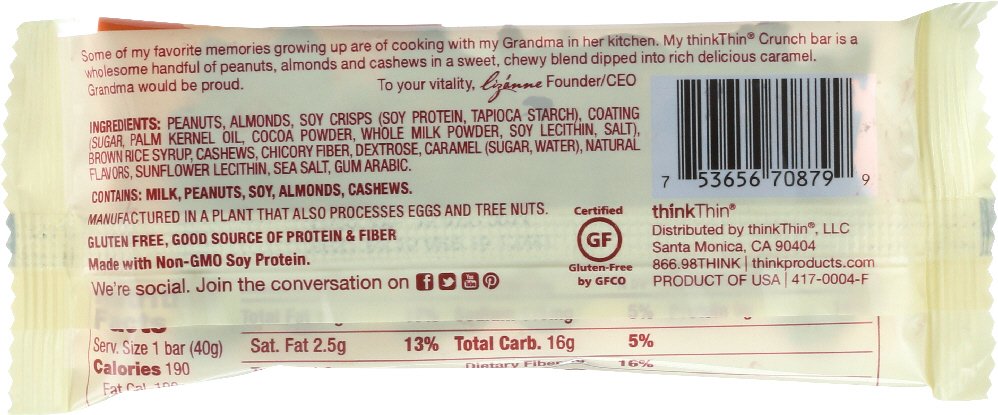 Some of my favorite memories growing up are of cooking with my Grandma in her kitchen. My thinkThin® Crunch bar is a
wholesome handful of peanuts, almonds and cashews in a sweet, chewy blend dipped into rich delicious caramel.
Grandma would be proud.
To your vitality, Lizanne Founder/CEO
INGREDIENTS: PEANUTS, ALMONDS, SOY CRISPS (SOY PROTEIN, TAPIOCA STARCH), COATING
(SUGAR, PALM KERNEL OIL, COCOA POWDER, WHOLE MILK POWDER, SOY LECITHIN, SALT),
BROWN RICE SYRUP, CASHEWS, CHICORY FIBER, DEXTROSE, CARAMEL (SUGAR, WATER), NATURAL
FLAVORS, SUNFLOWER LECITHIN, SEA SALT, GUM ARABIC.
CONTAINS: MILK, PEANUTS, SOY, ALMONDS, CASHEWS.
MANUFACTURED IN A PLANT THAT ALSO PROCESSES EGGS AND TREE NUTS.
GLUTEN FREE, GOOD SOURCE OF PROTEIN & FIBER
Made with Non-GMO Soy Protein.
We're social. Join the conversation on
7 53656 70879 9
Certified
GF
Gluten-Free
by GFCO
thinkThin®
Distributed by thinkThin®, LLC
Santa Monica, CA 90404
866.98THINK | thinkproducts.com
PRODUCT OF USA | 417-0004-F
Facts
Serv. Size 1 bar (40g)
Calories 190
Fat Cal
Total Fat
Sat. Fat 2.5g 13% Total Carb. 16g 5%
Dietary Fiber 16%